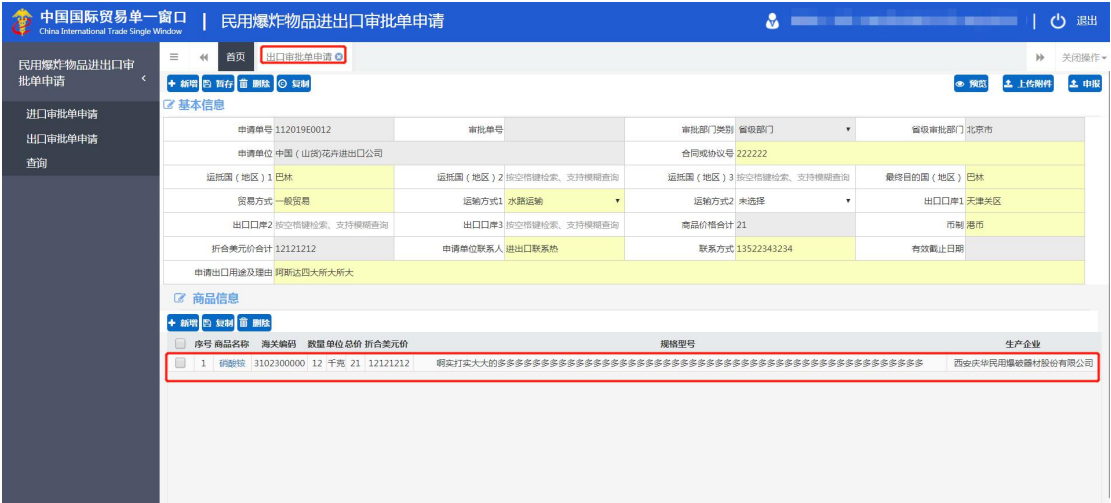 中国国际贸易单一窗口 | 民用爆炸物品进出口审批单申请 退出
China International Trade Single Window
民用爆炸物品进出口审批单申请
首页 出口审批单申请 关闭操作
新增 暂存 删除 复制 预览 上传附件 申报
进口审批单申请
出口审批单申请
查询
基本信息
申请单号 112019E0012 审批单号 审批部门类别 省级部门 省级审批部门 北京市
申请单位 中国(山货)花卉进出口公司 合同或协议号 222222
运抵国(地区)1 巴林 运抵国(地区)2 按空格键检索、支持模糊查询 运抵国(地区)3 按空格键检索、支持模糊查询 最终目的国(地区) 巴林
贸易方式 一般贸易 运输方式1 水路运输 运输方式2 未选择 出口口岸1 天津关区
出口口岸2 按空格键检索、支持模糊查询 出口口岸3 按空格键检索、支持模糊查询 商品价格合计 21 币制 港币
折合美元价合计 12121212 申请单位联系人 进出口联系热 联系方式 13522343234 有效截止日期
申请出口用途及理由 阿斯达四大所大所大
商品信息
新增 复制 删除
序号 商品名称 海关编码 数量 单位 总价 折合美元价 规格型号 生产企业
1 硝酸铵 3102300000 12 千克 21 12121212 啊实打实大大的多多多多多多多多多多多多多多多多多多多多多多多多多多多多多多多多多多多多多多多多多多多多多多多 西安庆华民用爆破器材股份有限公司